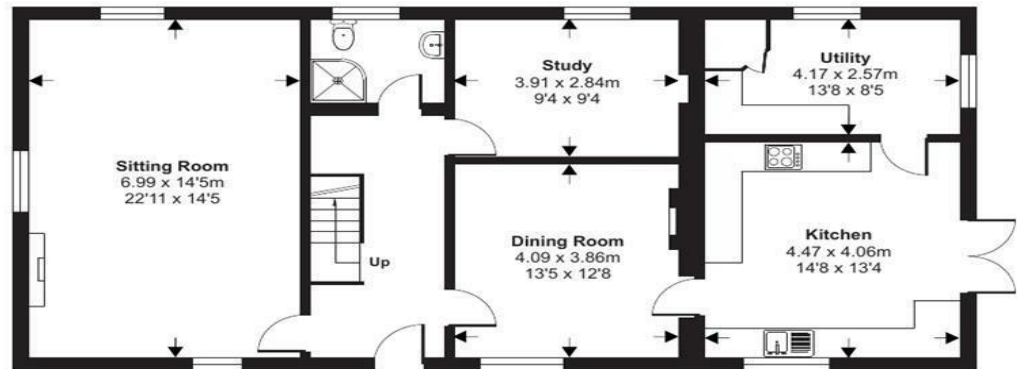 Sitting Room
6.99 x 14'5m
22'11 x 14'5
Up
Study
3.91 x 2.84m
9'4 x 9'4
Dining Room
4.09 x 3.86m
13'5 x 12'8
Utility
4.17 x 2.57m
13'8 x 8'5
Kitchen
4.47 x 4.06m
14'8 x 13'4